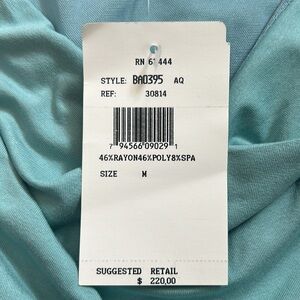 RN 61444
STYLE: BA0395 AQ
REF: 30814
7 94566 09029 1
46%RAYON46%POLY8%SPA
SIZE M
SUGGESTED RETAIL
$ 220.00